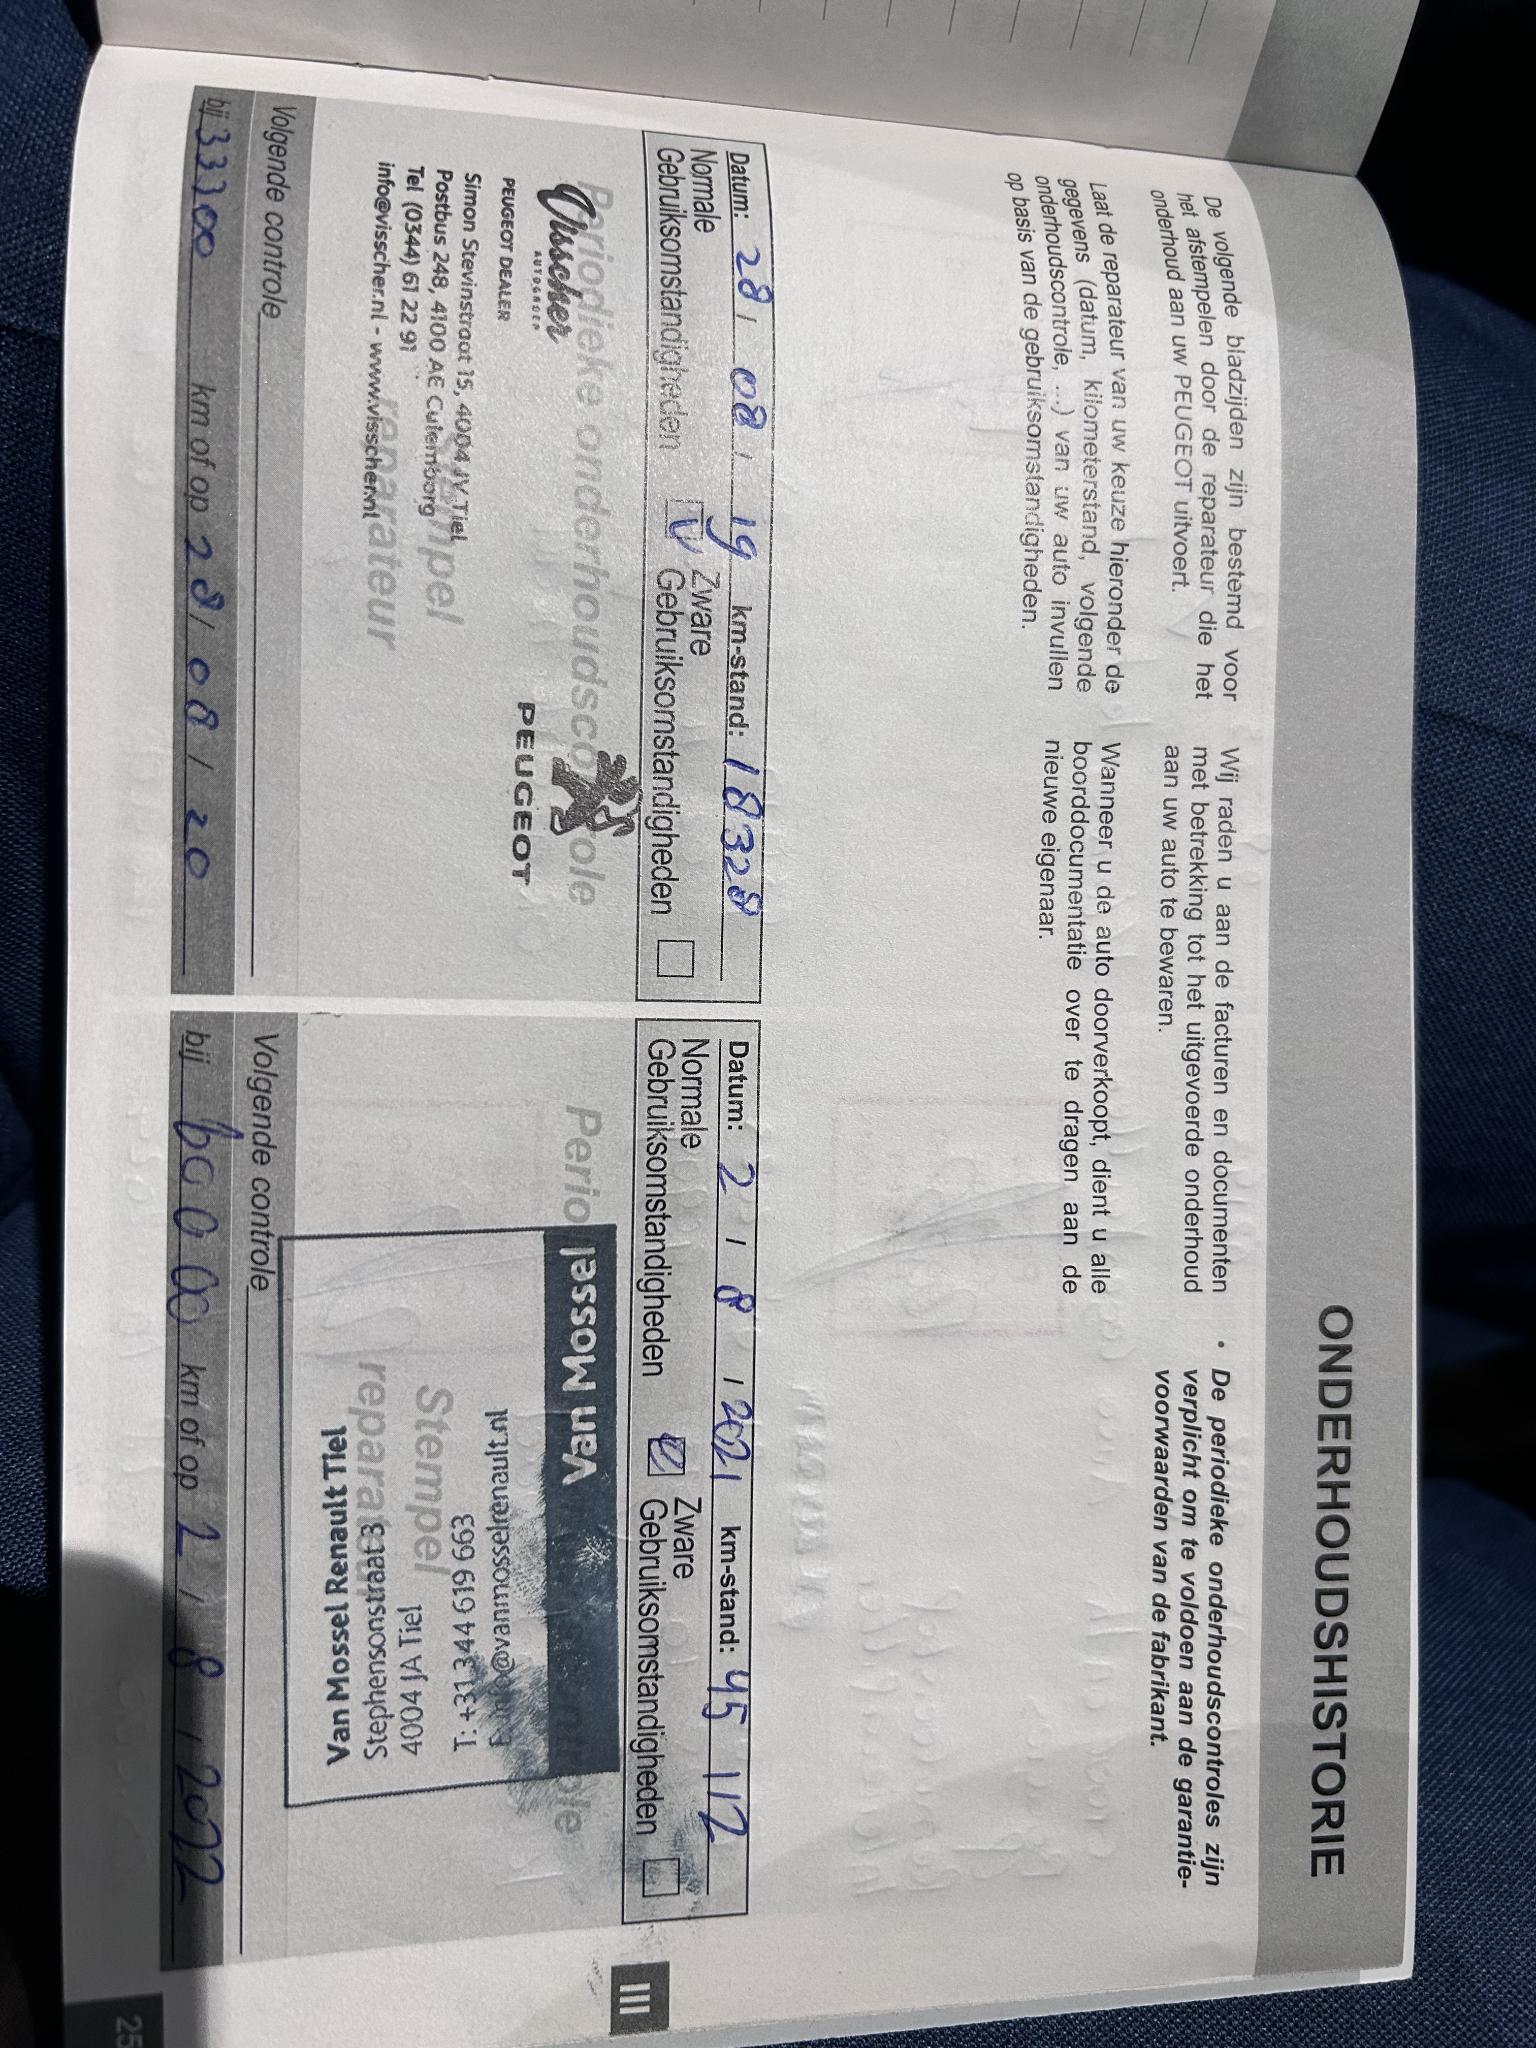 ONDERHOUDSHISTORIE
De volgende bladzijden zijn bestemd voor
het afstempelen door de reparateur die het
onderhoud aan uw PEUGEOT uitvoert.
Laat de reparateur van uw keuze hieronder de
gegevens (datum, kilometerstand, volgende
onderhoudscontrole, ...) van uw auto invullen
op basis van de gebruiksomstandigheden.
Wij raden u aan de facturen en documenten
met betrekking tot het uitgevoerde onderhoud
aan uw auto te bewaren.
Wanneer u de auto doorverkoopt, dient u alle
boorddocumentatie over te dragen aan de
nieuwe eigenaar.
• De periodieke onderhoudscontroles zijn
verplicht om te voldoen aan de garantie-
voorwaarden van de fabrikant.
Datum: 28 / 08 / 19 km-stand: 18328
Normale Gebruiksomstandigheden
Zware Gebruiksomstandigheden
Periodieke onderhoudscontrole
Visscher
AUTOGROEP
PEUGEOT DEALER
PEUGEOT
Simon Stevinstraat 15, 4004 JV Tiel
Postbus 248, 4100 AE Culemborg
Tel (0344) 61 22 91
info@visscher.nl - www.visscher.nl
Stempel
reparateur
Volgende controle
bij 33300 km of op 28 / 08 / 20
Datum: 2 / 8 / 2021 km-stand: 45 112
Normale Gebruiksomstandigheden
Zware Gebruiksomstandigheden
Van Mossel
Stempel
reparateur
Van Mossel Renault Tiel
Stephensonstraat 3
4004 JA Tiel
T: +31 344 619 663
@vanmosselrenault.nl
Volgende controle
bij km of op 2 / 8 / 2022
III
25